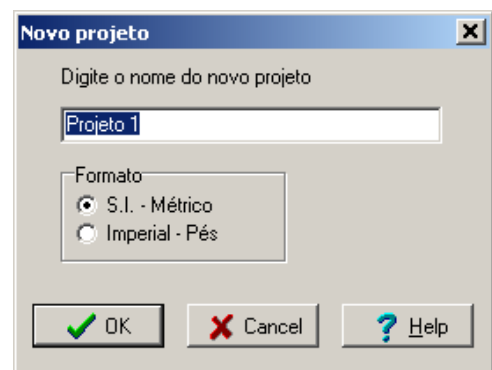 Novo projeto
Digite o nome do novo projeto
Projeto 1
Formato
S.I. - Métrico
Imperial - Pés
OK Cancel Help